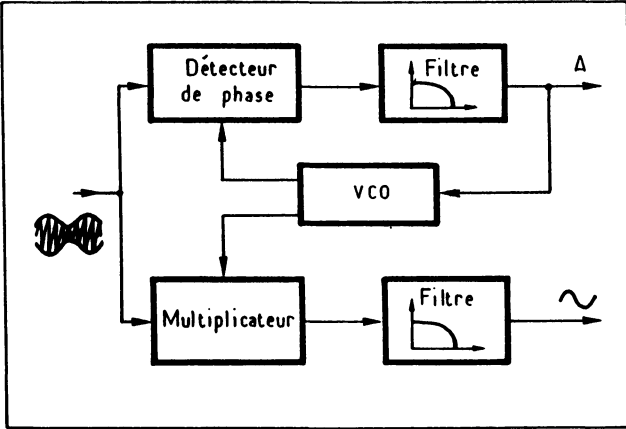 Détecteur
de phase
Filtre
Δ
VCO
Multiplicateur
Filtre